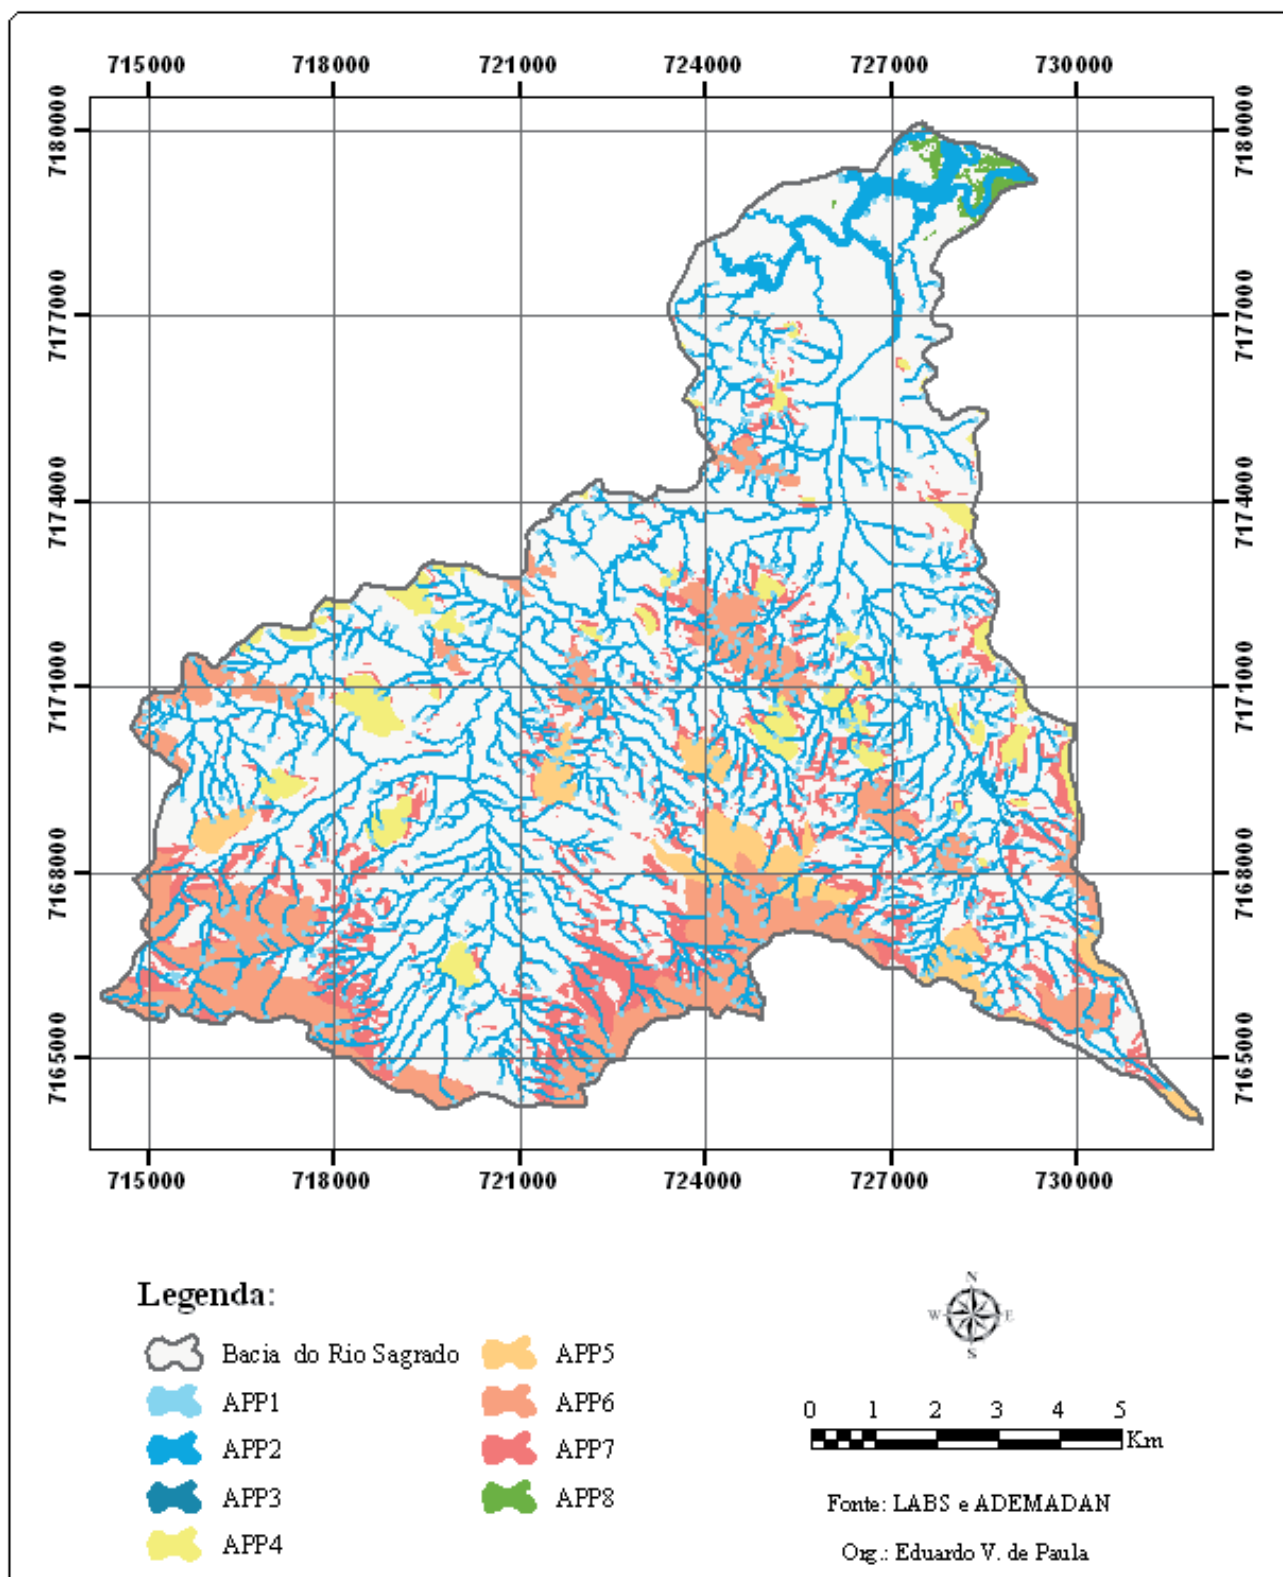 715000 718000 721000 724000 727000 730000
7180000 7180000
7177000 7177000
7174000 7174000
7171000 7171000
7168000 7168000
7165000 7165000
715000 718000 721000 724000 727000 730000
Legenda:
Bacia do Rio Sagrado
APP1
APP2
APP3
APP4
APP5
APP6
APP7
APP8
N
W E
S
0 1 2 3 4 5
Km
Fonte: LABS e ADEMADAN
Org.: Eduardo V. de Paula